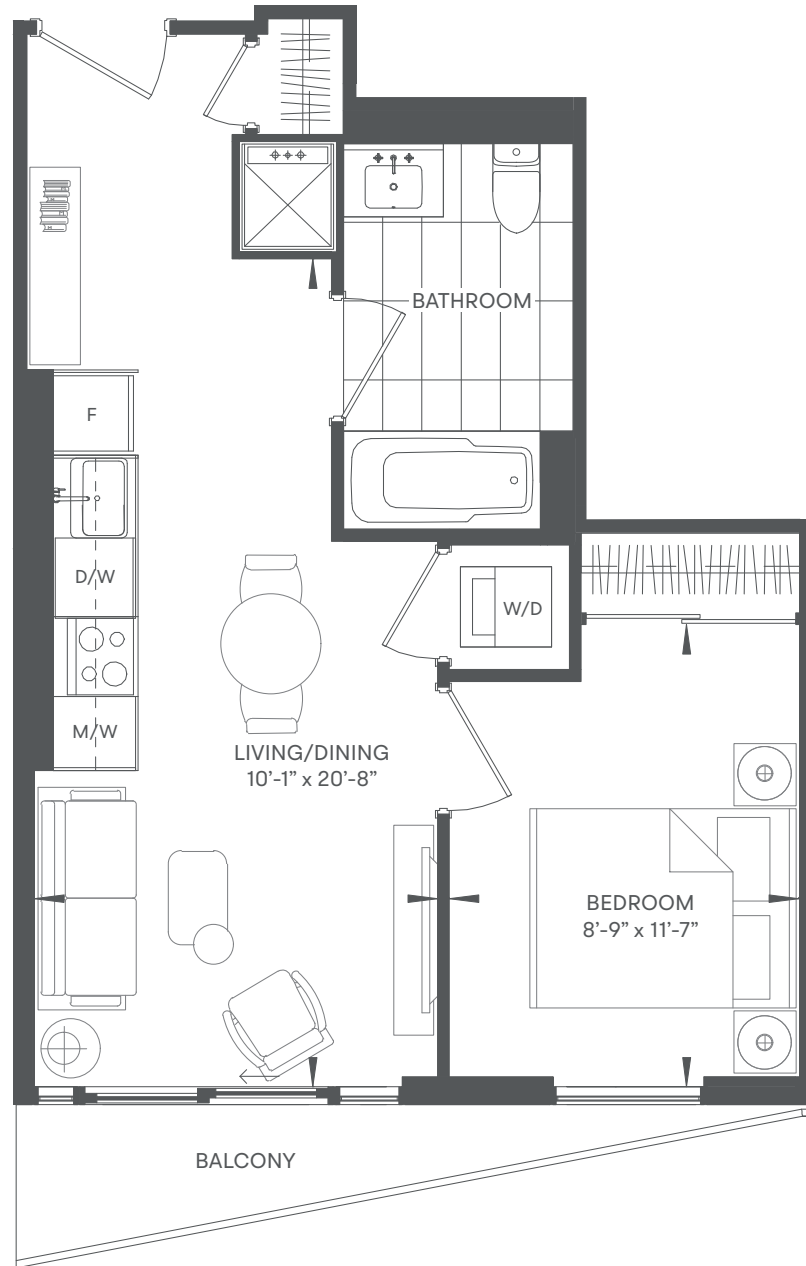 BATHROOM
F
D/W
W/D
M/W
LIVING/DINING
10’-1” x 20’-8”
BEDROOM
8’-9” x 11’-7”
BALCONY